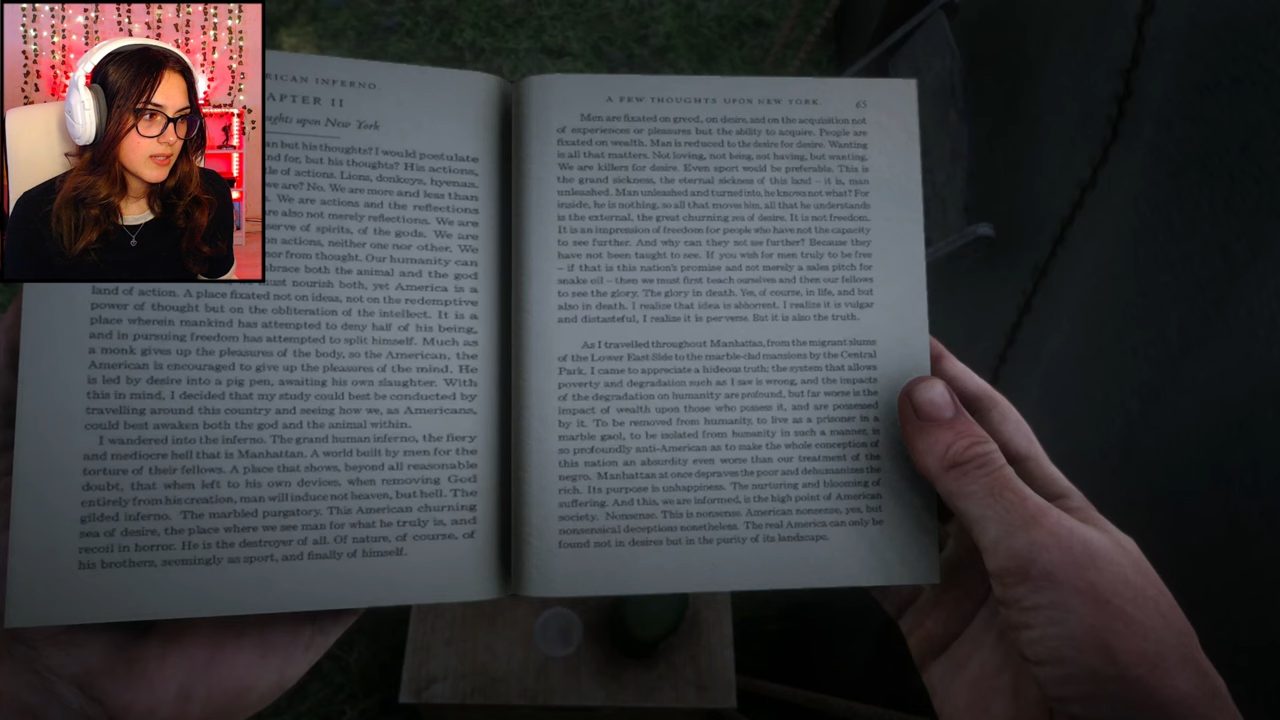 RICAN INFERNO.
APTER II
ughts upon New York
an but his thoughts? I would postulate
nd for, but his thoughts? His actions,
le of actions. Lions, donkeys, hyenas,
we are? No. We are more and less than
. We are actions and the reflections
re also not merely reflections. We are
serve of spirits, of the gods. We are
on actions, neither one nor other. We
nor from thought. Our humanity can
brace both the animal and the god
must nourish both, yet America is a
land of action. A place fixated not on ideas, not on the redemptive
power of thought but on the obliteration of the intellect. It is a
place wherein mankind has attempted to deny half of his being,
and in pursuing freedom has attempted to split himself. Much as
a monk gives up the pleasures of the body, so the American, the
American is encouraged to give up the pleasures of the mind. He
is led by desire into a pig pen, awaiting his own slaughter. With
this in mind, I decided that my study could best be conducted by
travelling around this country and seeing how we, as Americans,
could best awaken both the god and the animal within.
I wandered into the inferno. The grand human inferno, the fiery
and mediocre hell that is Manhattan. A world built by men for the
torture of their fellows. A place that shows, beyond all reasonable
doubt, that when left to his own devices, when removing God
entirely from his creation, man will induce not heaven, but hell. The
gilded inferno. The marbled purgatory. This American churning
sea of desire, the place where we see man for what he truly is, and
recoil in horror. He is the destroyer of all. Of nature, of course, of
his brothers, seemingly as sport, and finally of himself.
A FEW THOUGHTS UPON NEW YORK. 65
Men are fixated on greed, on desire, and on the acquisition not
of experiences or pleasures but the ability to acquire. People are
fixated on wealth. Man is reduced to the desire for desire. Wanting
is all that matters. Not loving, not being, not having, but wanting.
We are killers for desire. Even sport would be preferable. This is
the grand sickness, the eternal sickness of this land – it is, man
unleashed. Man unleashed and turned into, he knows not what? For
inside, he is nothing, so all that moves him, all that he understands
is the external, the great churning sea of desire. It is not freedom.
It is an impression of freedom for people who have not the capacity
to see further. And why can they not see further? Because they
have not been taught to see. If you wish for men truly to be free
– if that is this nation's promise and not merely a sales pitch for
snake oil – then we must first teach ourselves and then our fellows
to see the glory. The glory in death. Yes, of course, in life, and but
also in death. I realize that idea is abhorrent. I realize it is vulgar
and distasteful, I realize it is perverse. But it is also the truth.
As I travelled throughout Manhattan, from the migrant slums
of the Lower East Side to the marble-clad mansions by the Central
Park, I came to appreciate a hideous truth; the system that allows
poverty and degradation such as I saw is wrong, and the impacts
of the degradation on humanity are profound, but far worse is the
impact of wealth upon those who possess it, and are possessed
by it. To be removed from humanity, to live as a prisoner in a
marble gaol, to be isolated from humanity in such a manner, is
so profoundly anti-American as to make the whole conception of
this nation an absurdity even worse than our treatment of the
negro. Manhattan at once depraves the poor and dehumanizes the
rich. Its purpose is unhappiness. The nurturing and blooming of
suffering. And this, we are informed, is the high point of American
society. Nonsense. This is nonsense. American nonsense, yes, but
nonsensical deceptions nonetheless. The real America can only be
found not in desires but in the purity of its landscape.